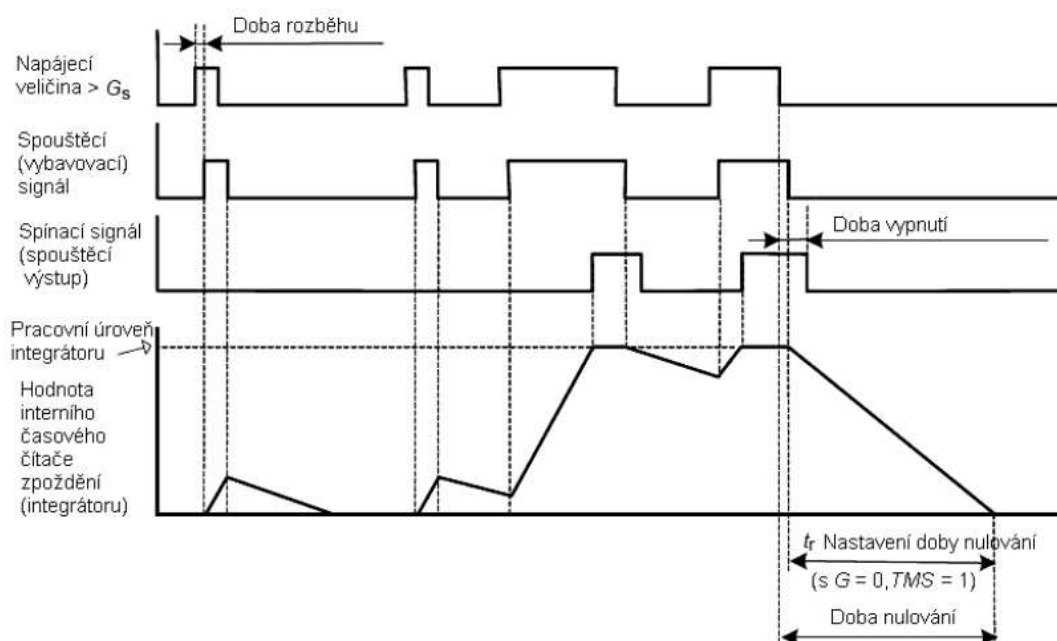 Doba rozběhu
Napájecí
veličina > Gs
Spouštěcí
(vybavovací)
signál
Spínací signál
(spouštěcí
výstup)
Doba vypnutí
Pracovní úroveň
integrátoru
Hodnota
interního
časového
čítače
zpoždění
(integrátoru)
tr Nastavení doby nulování
(s G = 0, TMS = 1)
Doba nulování